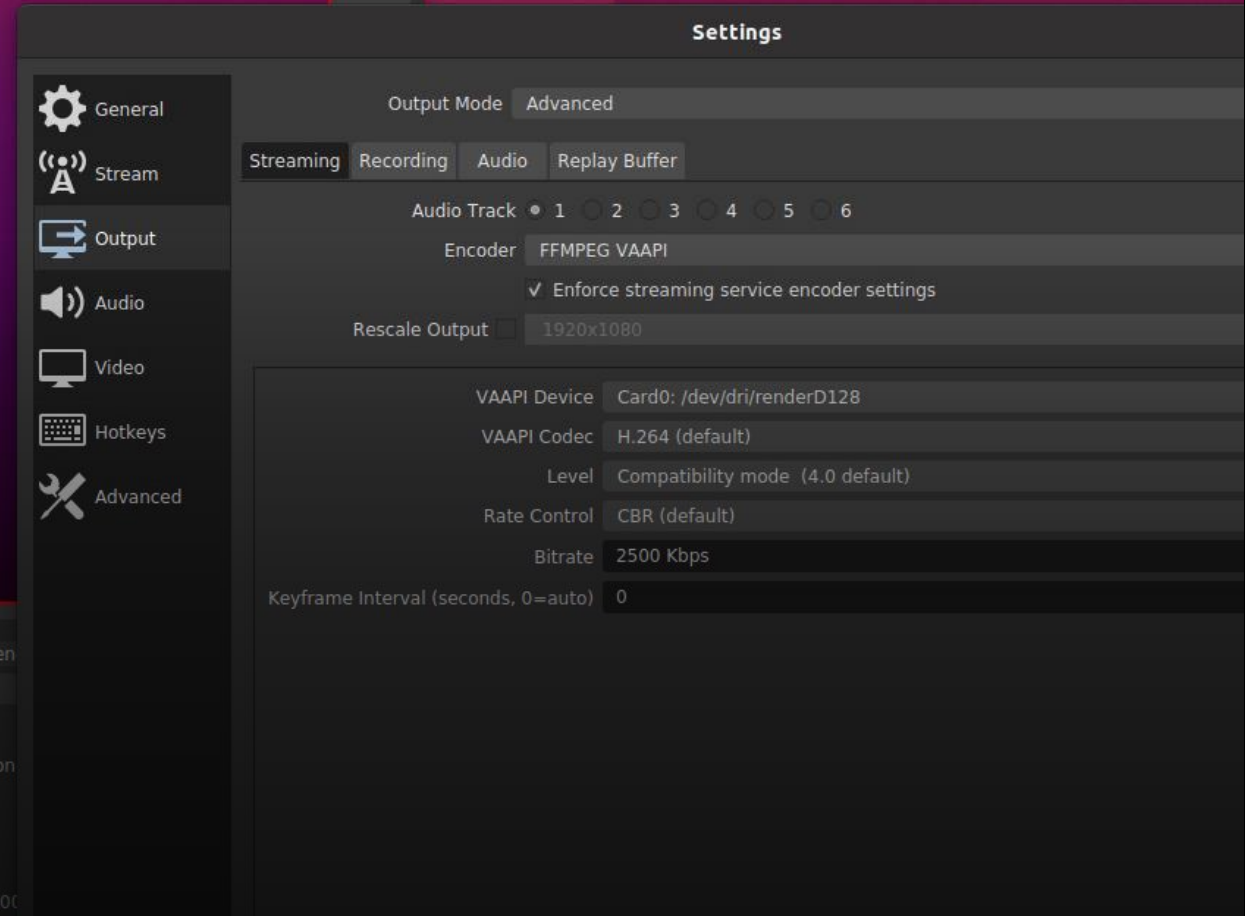 Settings
General
Stream
Output
Audio
Video
Hotkeys
Advanced
Output Mode Advanced
Streaming Recording Audio Replay Buffer
Audio Track 1 2 3 4 5 6
Encoder FFMPEG VAAPI
Enforce streaming service encoder settings
Rescale Output 1920x1080
VAAPI Device Card0: /dev/dri/renderD128
VAAPI Codec H.264 (default)
Level Compatibility mode (4.0 default)
Rate Control CBR (default)
Bitrate 2500 Kbps
Keyframe Interval (seconds, 0=auto) 0
en
on
00